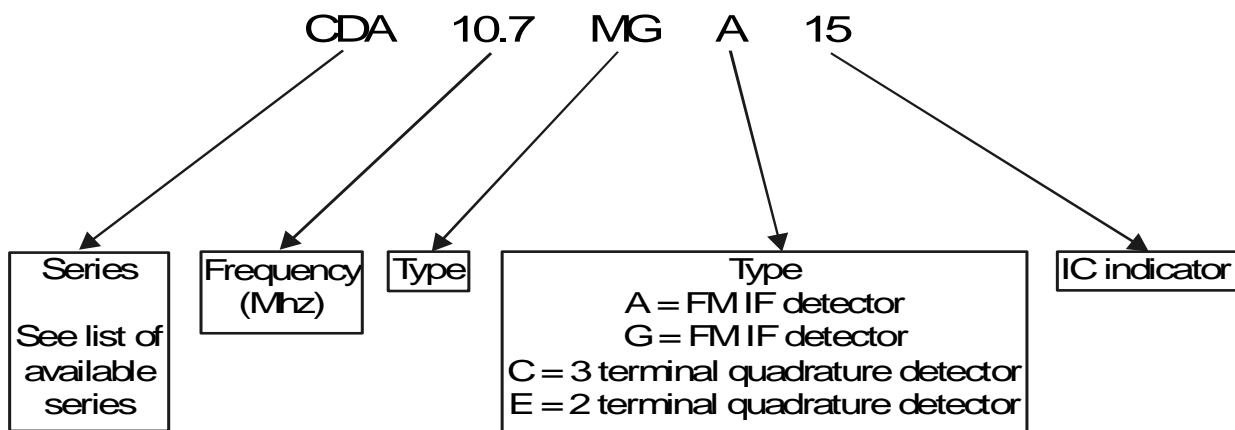 CDA 10.7 MG A 15
Series
See list of
available
series
Frequency
(Mhz)
Type
Type
A = FM IF detector
G = FM IF detector
C = 3 terminal quadrature detector
E = 2 terminal quadrature detector
IC indicator